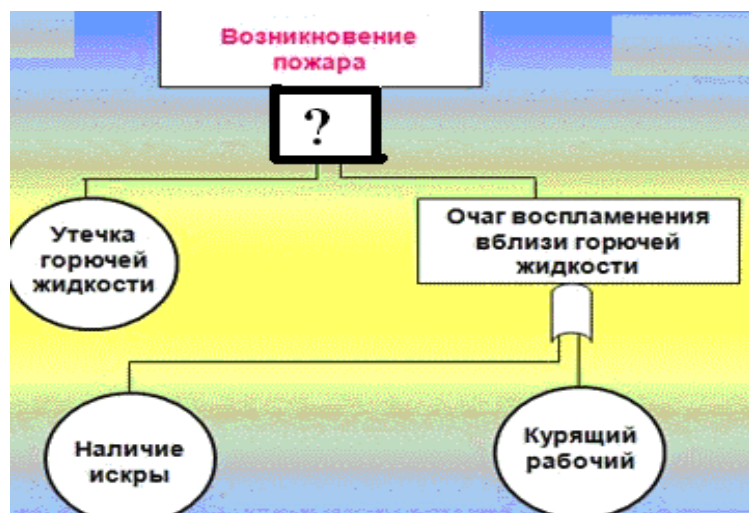 Возникновение
пожара
?
Утечка
горючей
жидкости
Очаг воспламенения
вблизи горючей
жидкости
Наличие
искры
Курящий
рабочий